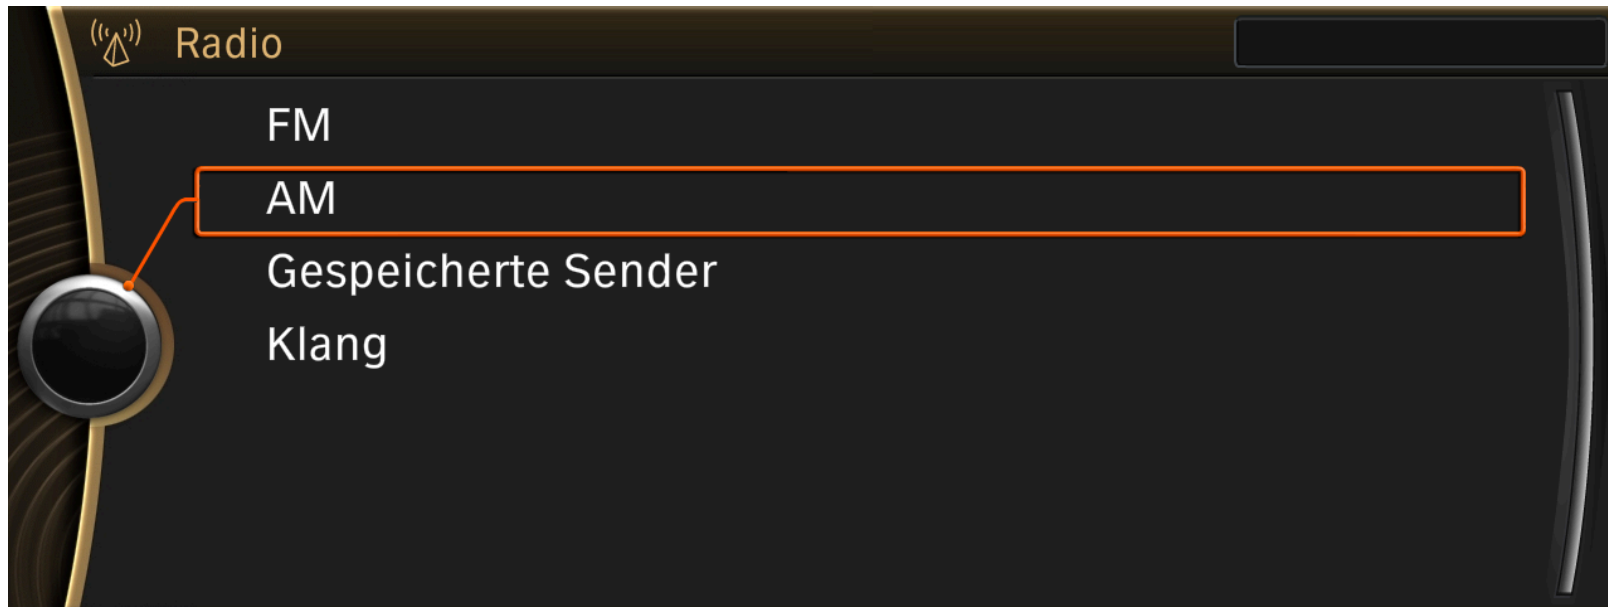 Radio
FM
AM
Gespeicherte Sender
Klang